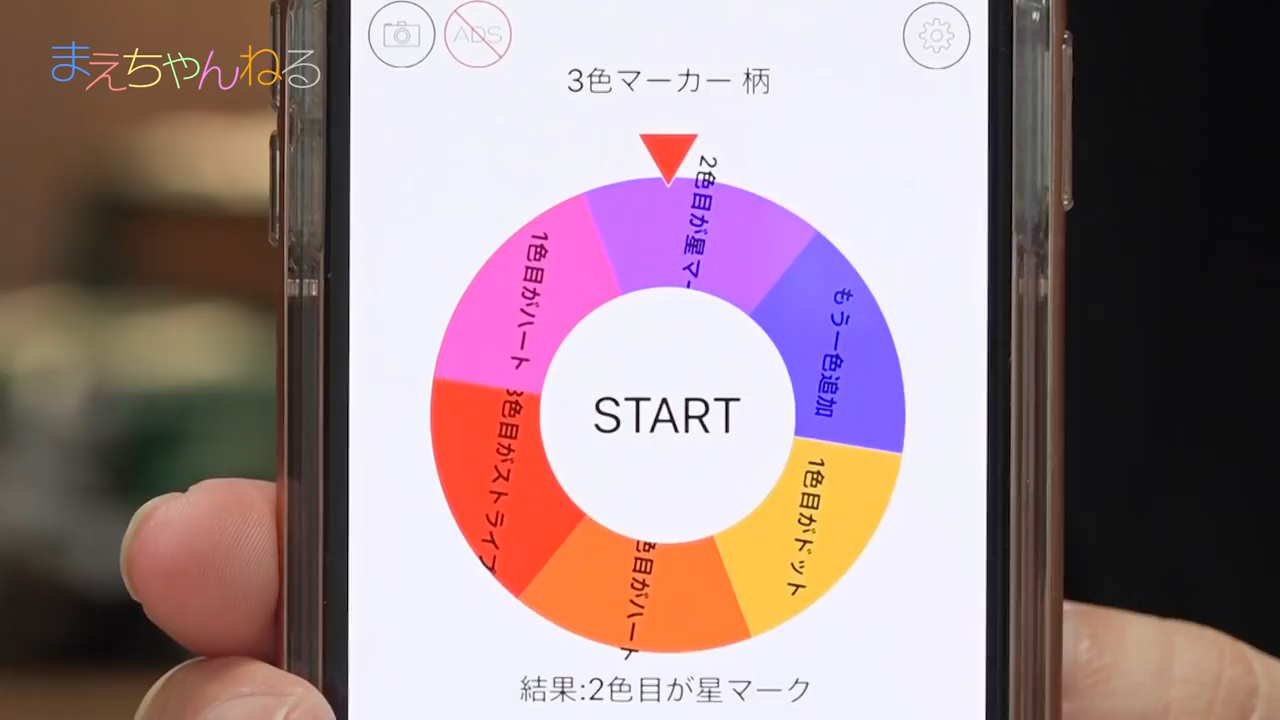 まえちゃんねる
ADS
3色マーカー 柄
2色目が星マー
1色目がハート
もう一色追加
START
3色目がストライプ
1色目がドット
色目がハート
結果:2色目が星マーク